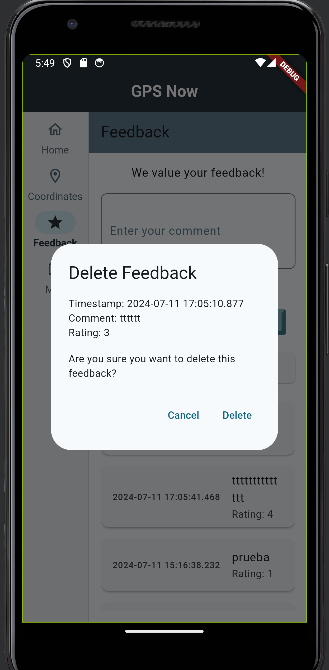 5:49
DEBUG
GPS Now
Home
Feedback
We value your feedback!
Coordinates
Enter your comment
Feedback
Delete Feedback
Timestamp: 2024-07-11 17:05:10.877
Comment: tttttt
Rating: 3
Are you sure you want to delete this
feedback?
Cancel Delete
2024-07-11 17:05:41.468
ttttttttttt
ttt
Rating: 4
2024-07-11 15:16:38.232
prueba
Rating: 1